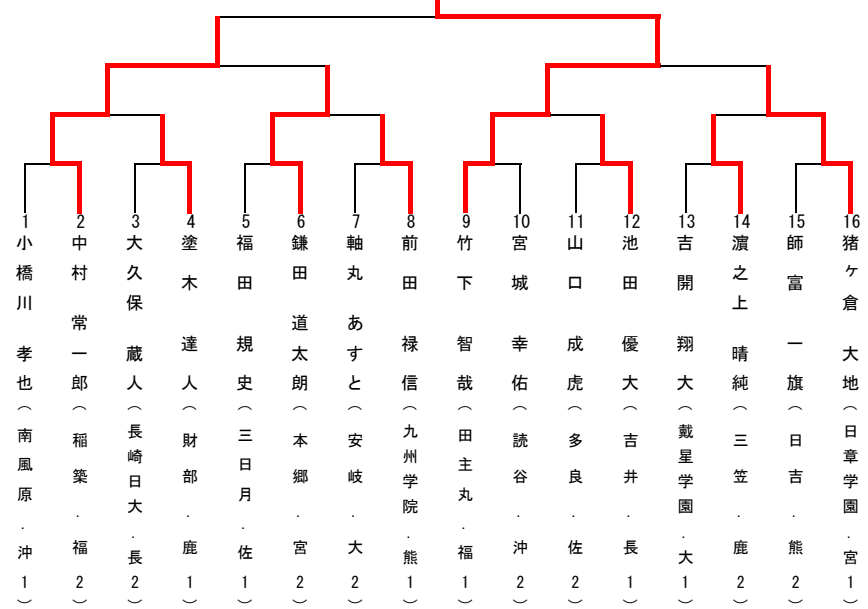 1 小橋川 孝也(南風原.沖1)
2 中村 常一郎(稲築.福2)
3 大久保 蔵人(長崎日大.長2)
4 塗木 達人(財部.鹿1)
5 福田 規史(三日月.佐1)
6 鎌田 道太朗(本郷.宮2)
7 軸丸 あすと(安岐.大2)
8 前田 禄信(九州学院.熊1)
9 竹下 智哉(田主丸.福1)
10 宮城 幸佑(読谷.沖2)
11 山口 成虎(多良.佐2)
12 池田 優大(吉井.長1)
13 吉開 翔大(戴星学園.大1)
14 濵之上 晴純(三笠.鹿2)
15 師富 一旗(日吉.熊2)
16 猪ヶ倉 大地(日章学園.宮1)